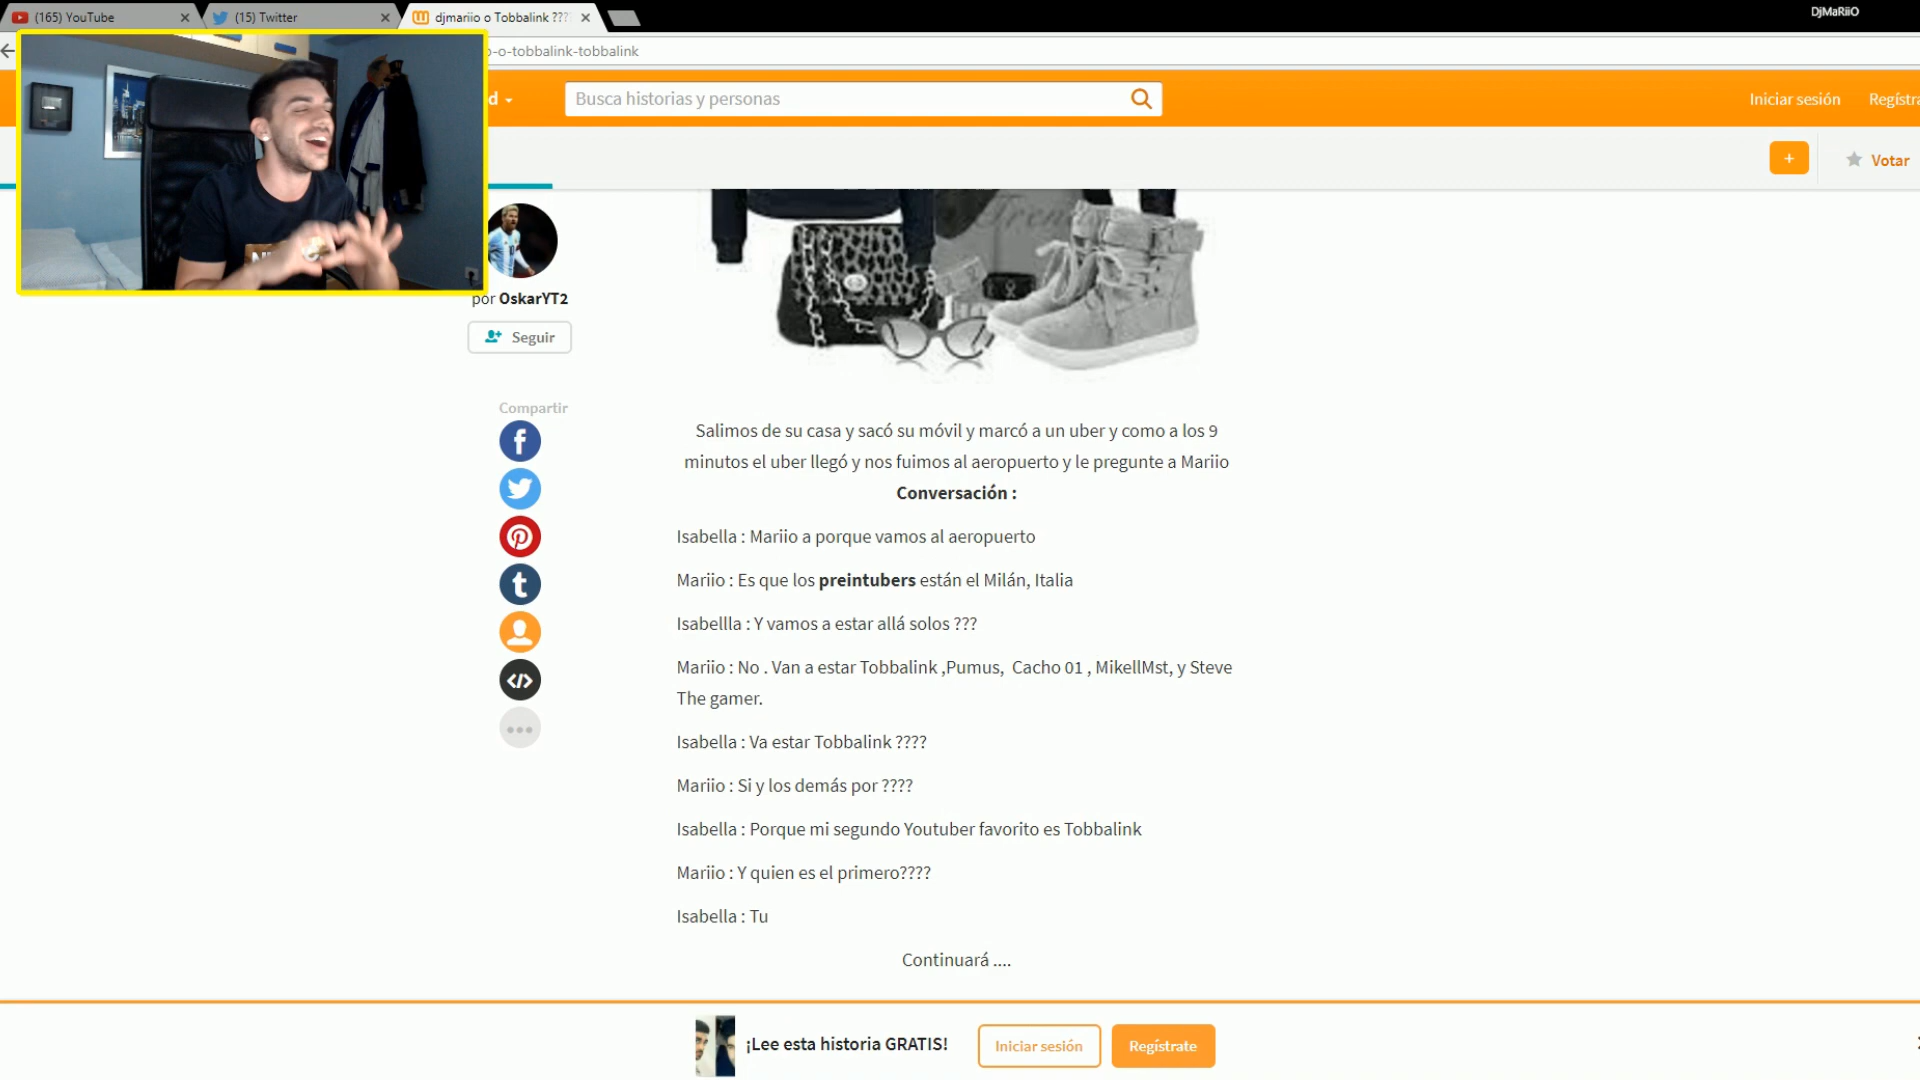 (165) YouTube
(15) Twitter
djmariio o Tobbalink ???
DjMaRiiO
o-o-tobbalink-tobbalink
d
Busca historias y personas
Iniciar sesión
Regístra
+
Votar
por OskarYT2
Seguir
Compartir
Salimos de su casa y sacó su móvil y marcó a un uber y como a los 9
minutos el uber llegó y nos fuimos al aeropuerto y le pregunte a Mariio
Conversación :
Isabella : Mariio a porque vamos al aeropuerto
Mariio : Es que los preintubers están el Milán, Italia
Isabellla : Y vamos a estar allá solos ???
Mariio : No . Van a estar Tobbalink ,Pumus, Cacho 01 , MikellMst, y Steve
The gamer.
Isabella : Va estar Tobbalink ????
Mariio : Si y los demás por ????
Isabella : Porque mi segundo Youtuber favorito es Tobbalink
Mariio : Y quien es el primero????
Isabella : Tu
Continuará ....
¡Lee esta historia GRATIS!
Iniciar sesión
Regístrate